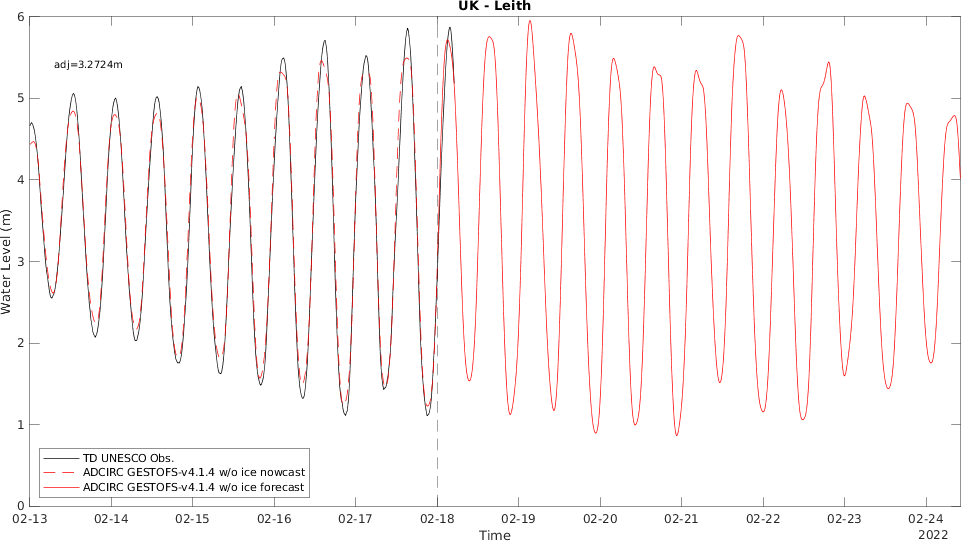 UK - Leith
adj=3.2724m
6
5
4
3
2
1
0
Water Level (m)
TD UNESCO Obs.
ADCIRC GESTOFS-v4.1.4 w/o ice nowcast
ADCIRC GESTOFS-v4.1.4 w/o ice forecast
02-13 02-14 02-15 02-16 02-17 02-18 02-19 02-20 02-21 02-22 02-23 02-24
Time
2022